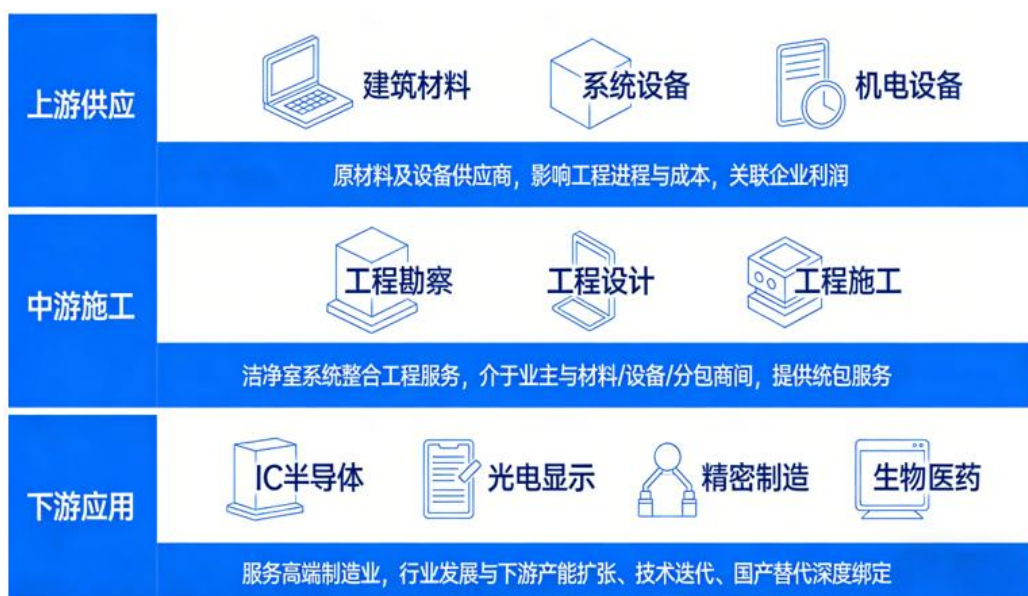 上游供应
建筑材料
系统设备
机电设备
原材料及设备供应商，影响工程进程与成本，关联企业利润
中游施工
工程勘察
工程设计
工程施工
洁净室系统整合工程服务，介于业主与材料/设备/分包商间，提供统包服务
下游应用
IC半导体
光电显示
精密制造
生物医药
服务高端制造业，行业发展与下游产能扩张、技术迭代、国产替代深度绑定